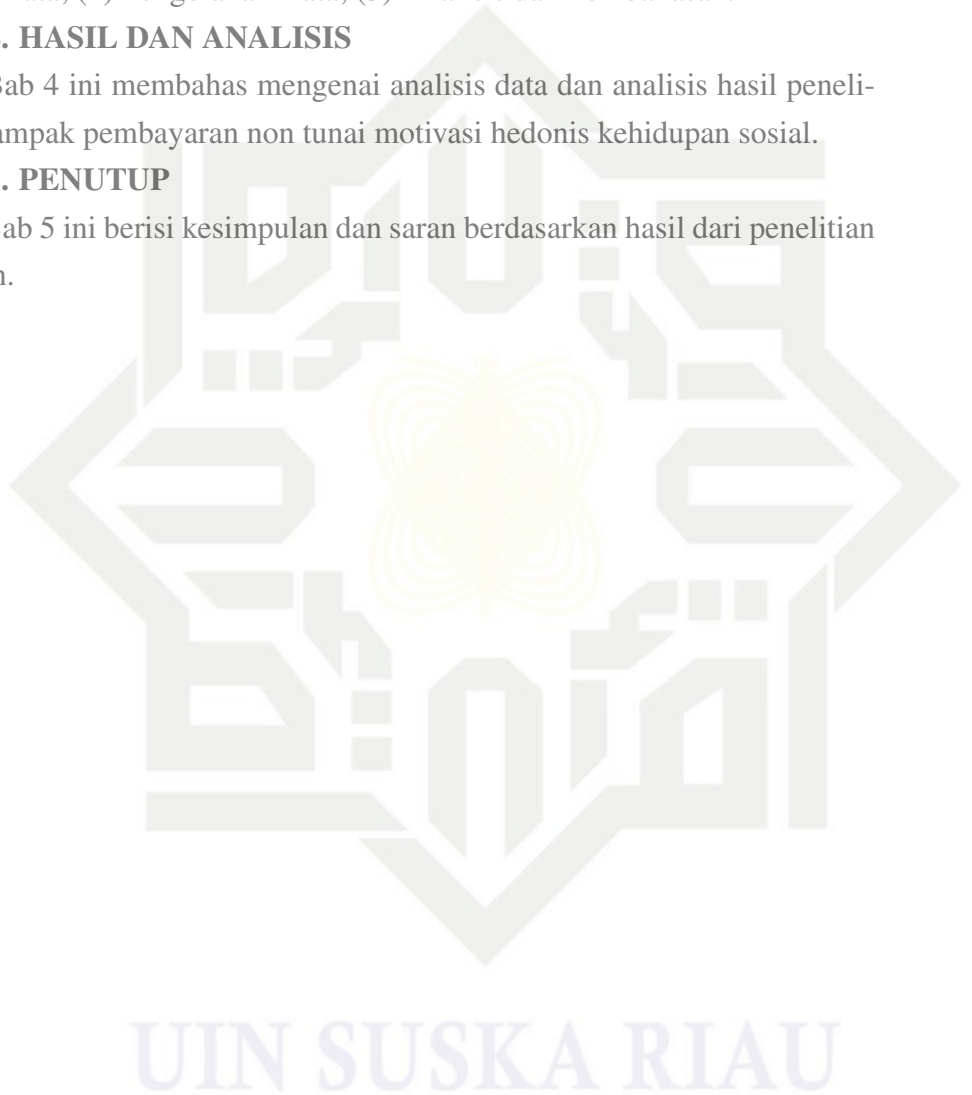 . HASIL DAN ANALISIS
Bab 4 ini membahas mengenai analisis data dan analisis hasil peneli-
ampak pembayaran non tunai motivasi hedonis kehidupan sosial.
. PENUTUP
ab 5 ini berisi kesimpulan dan saran berdasarkan hasil dari penelitian
n.
UIN SUSKA RIAU